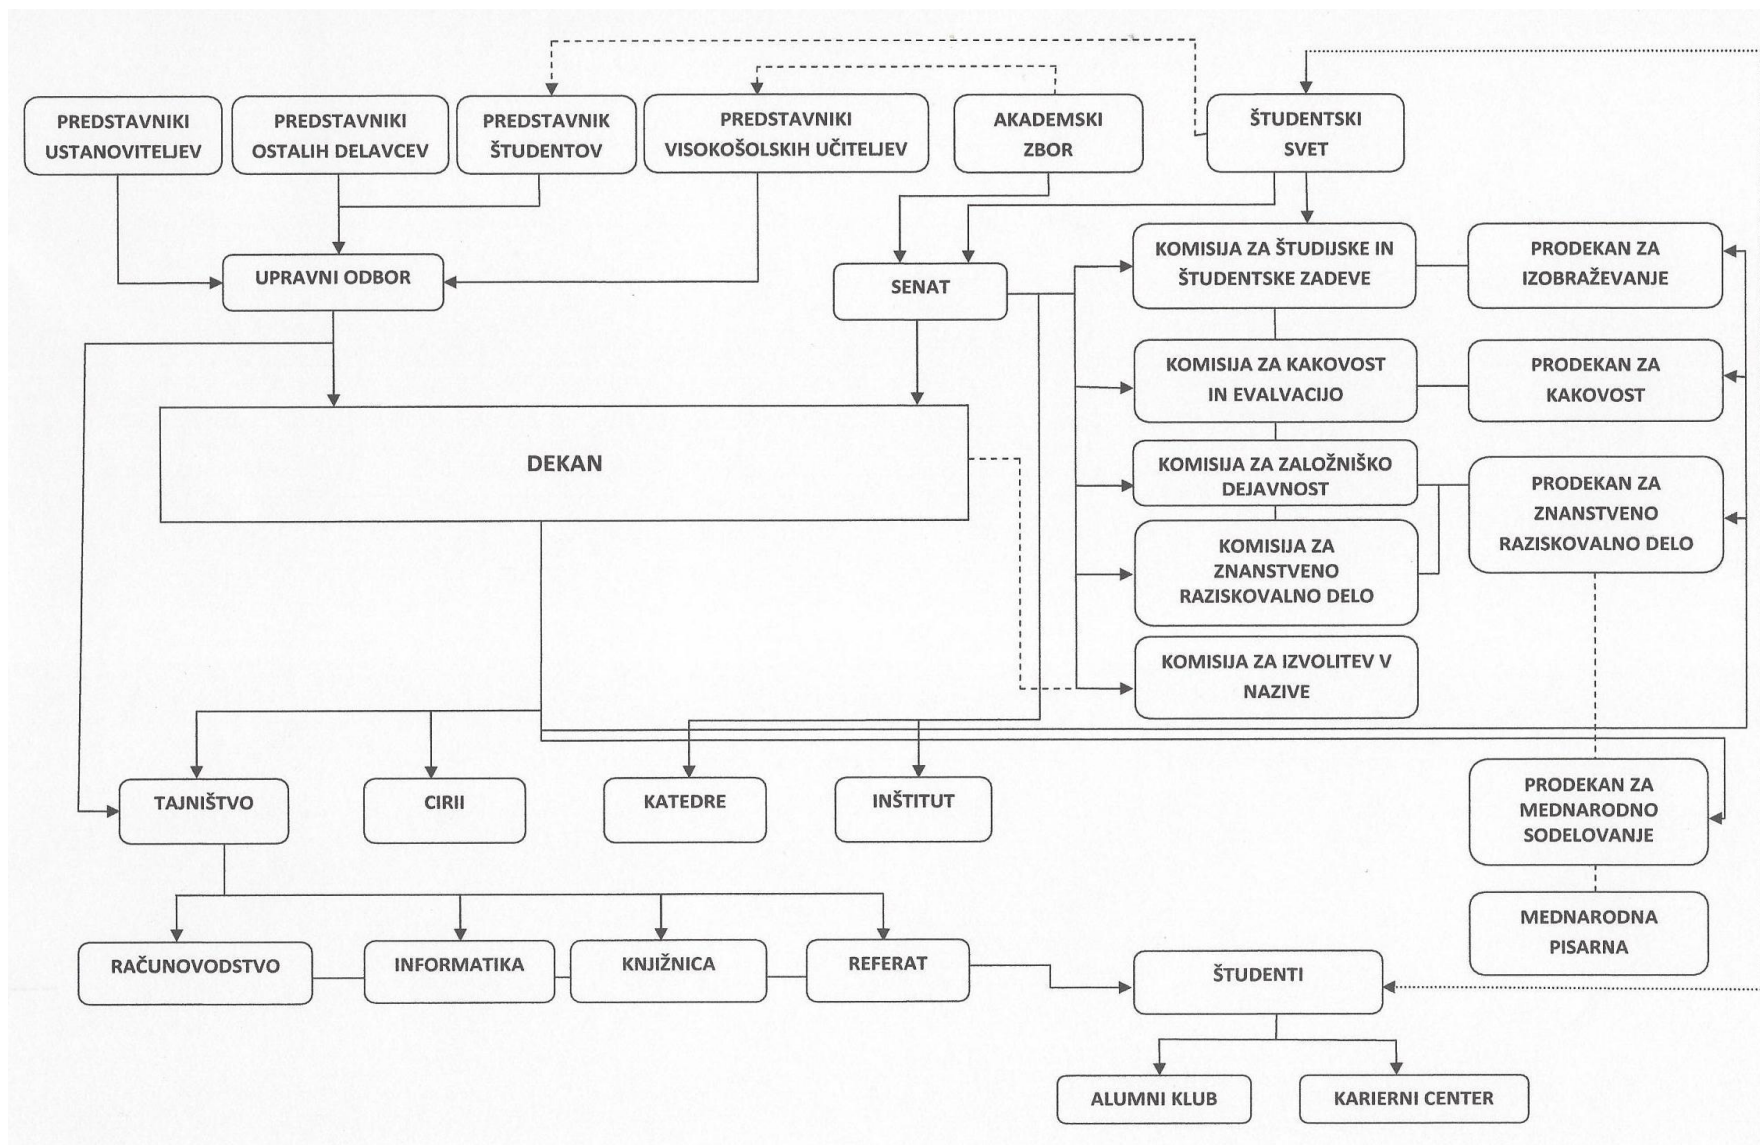 PREDSTAVNIKI
USTANOVITELJEV
PREDSTAVNIKI
OSTALIH DELAVCEV
PREDSTAVNIK
ŠTUDENTOV
PREDSTAVNIKI
VISOKOŠOLSKIH UČITELJEV
AKADEMSKI
ZBOR
ŠTUDENTSKI
SVET
UPRAVNI ODBOR
SENAT
KOMISIJA ZA ŠTUDIJSKE IN
ŠTUDENTSKE ZADEVE
PRODEKAN ZA
IZOBRAŽEVANJE
KOMISIJA ZA KAKOVOST
IN EVALVACIJO
PRODEKAN ZA
KAKOVOST
DEKAN
KOMISIJA ZA ZALOŽNIŠKO
DEJAVNOST
PRODEKAN ZA
ZNANSTVENO
RAZISKOVALNO DELO
KOMISIJA ZA
ZNANSTVENO
RAZISKOVALNO DELO
KOMISIJA ZA IZVOLITEV V
NAZIVE
TAJNIŠTVO
CIRII
KATEDRE
INŠTITUT
PRODEKAN ZA
MEDNARODNO
SODELOVANJE
MEDNARODNA
PISARNA
RAČUNOVODSTVO
INFORMATIKA
KNJIŽNICA
REFERAT
ŠTUDENTI
ALUMNI KLUB
KARIERNI CENTER